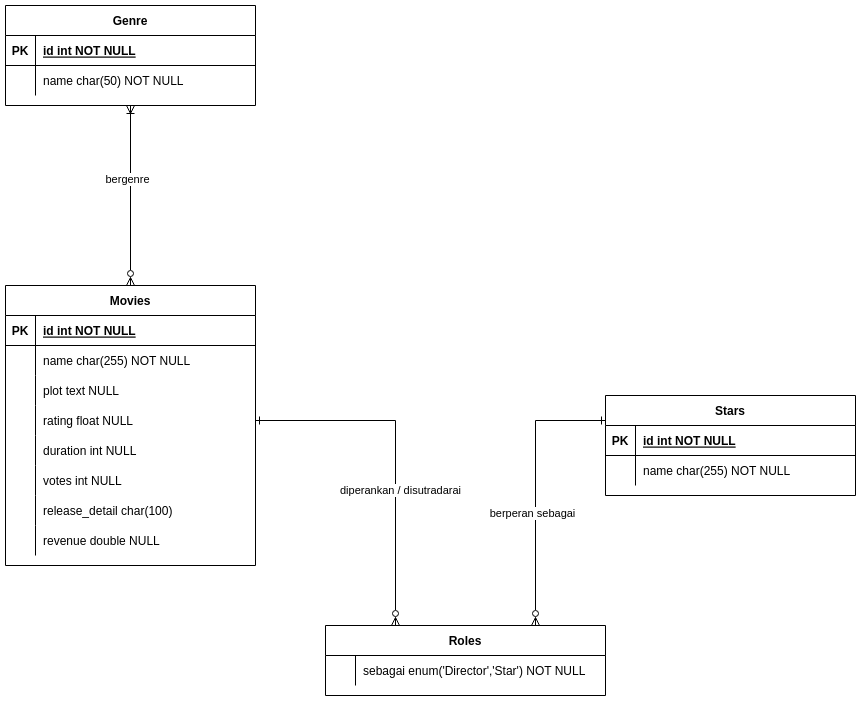 Genre
PK id int NOT NULL
name char(50) NOT NULL
bergenre
Movies
PK id int NOT NULL
name char(255) NOT NULL
plot text NULL
rating float NULL
duration int NULL
votes int NULL
release_detail char(100)
revenue double NULL
Stars
PK id int NOT NULL
name char(255) NOT NULL
diperankan / disutradarai
berperan sebagai
Roles
sebagai enum('Director','Star') NOT NULL